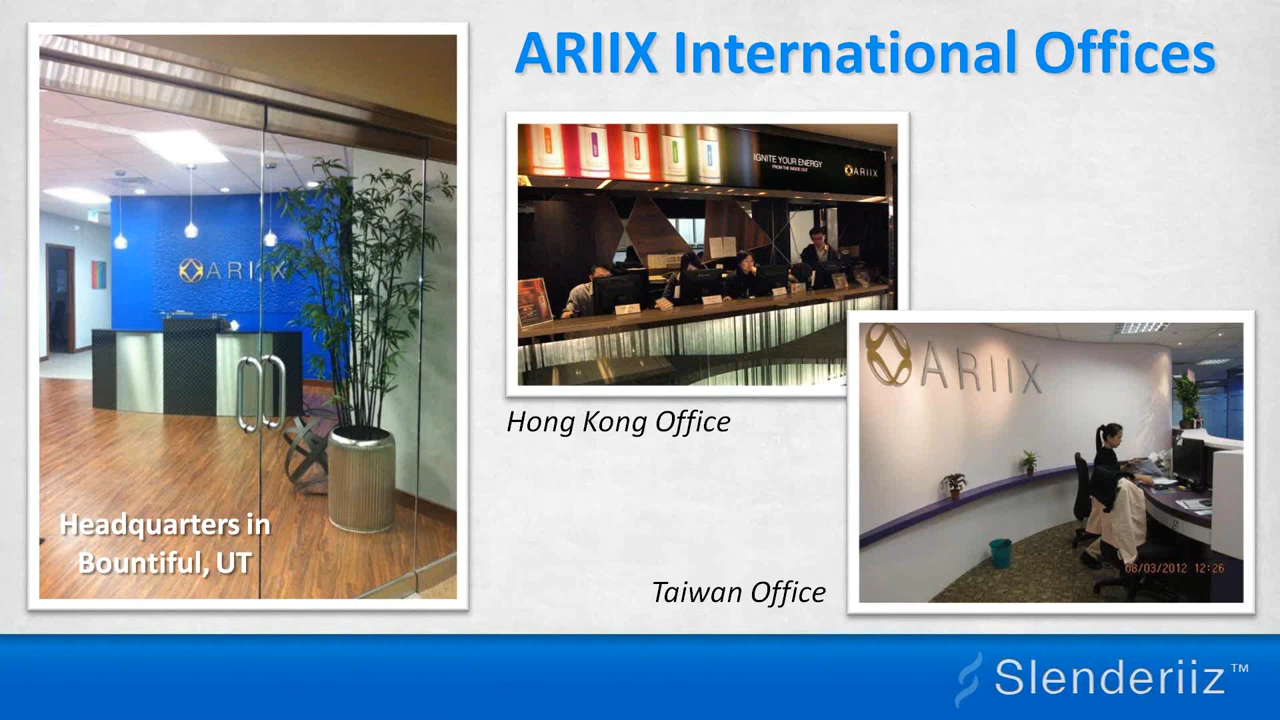 ARIIX International Offices
ARIIX
Headquarters in
Bountiful, UT
IGNITE YOUR ENERGY
FROM THE INSIDE OUT
ARIIX
Hong Kong Office
ARIIX
08/03/2012 12:26
Taiwan Office
Slenderiiz™